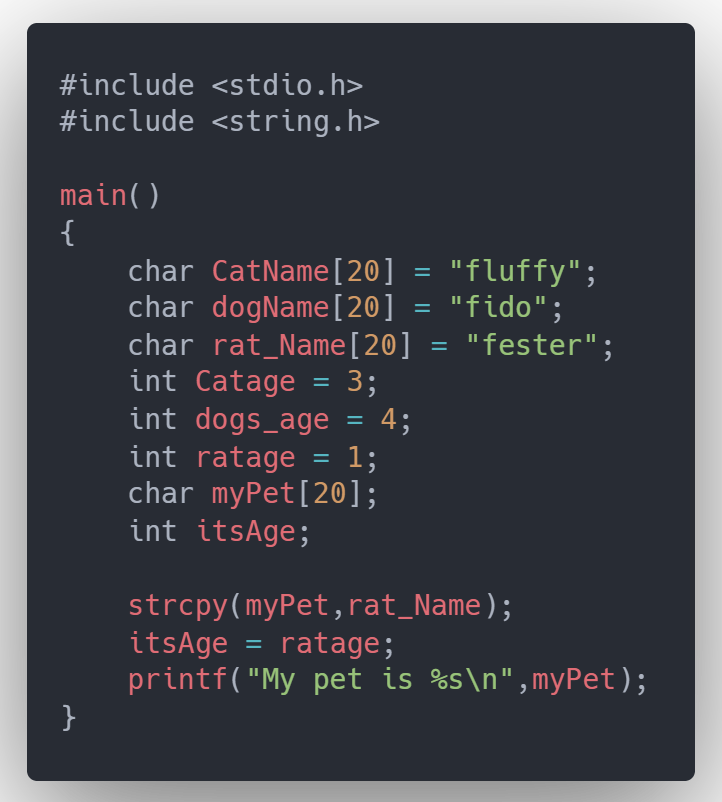 #include <stdio.h>
#include <string.h>

main()
{
    char CatName[20] = "fluffy";
    char dogName[20] = "fido";
    char rat_Name[20] = "fester";
    int Catage = 3;
    int dogs_age = 4;
    int ratage = 1;
    char myPet[20];
    int itsAge;

    strcpy(myPet,rat_Name);
    itsAge = ratage;
    printf("My pet is %s\n",myPet);
}